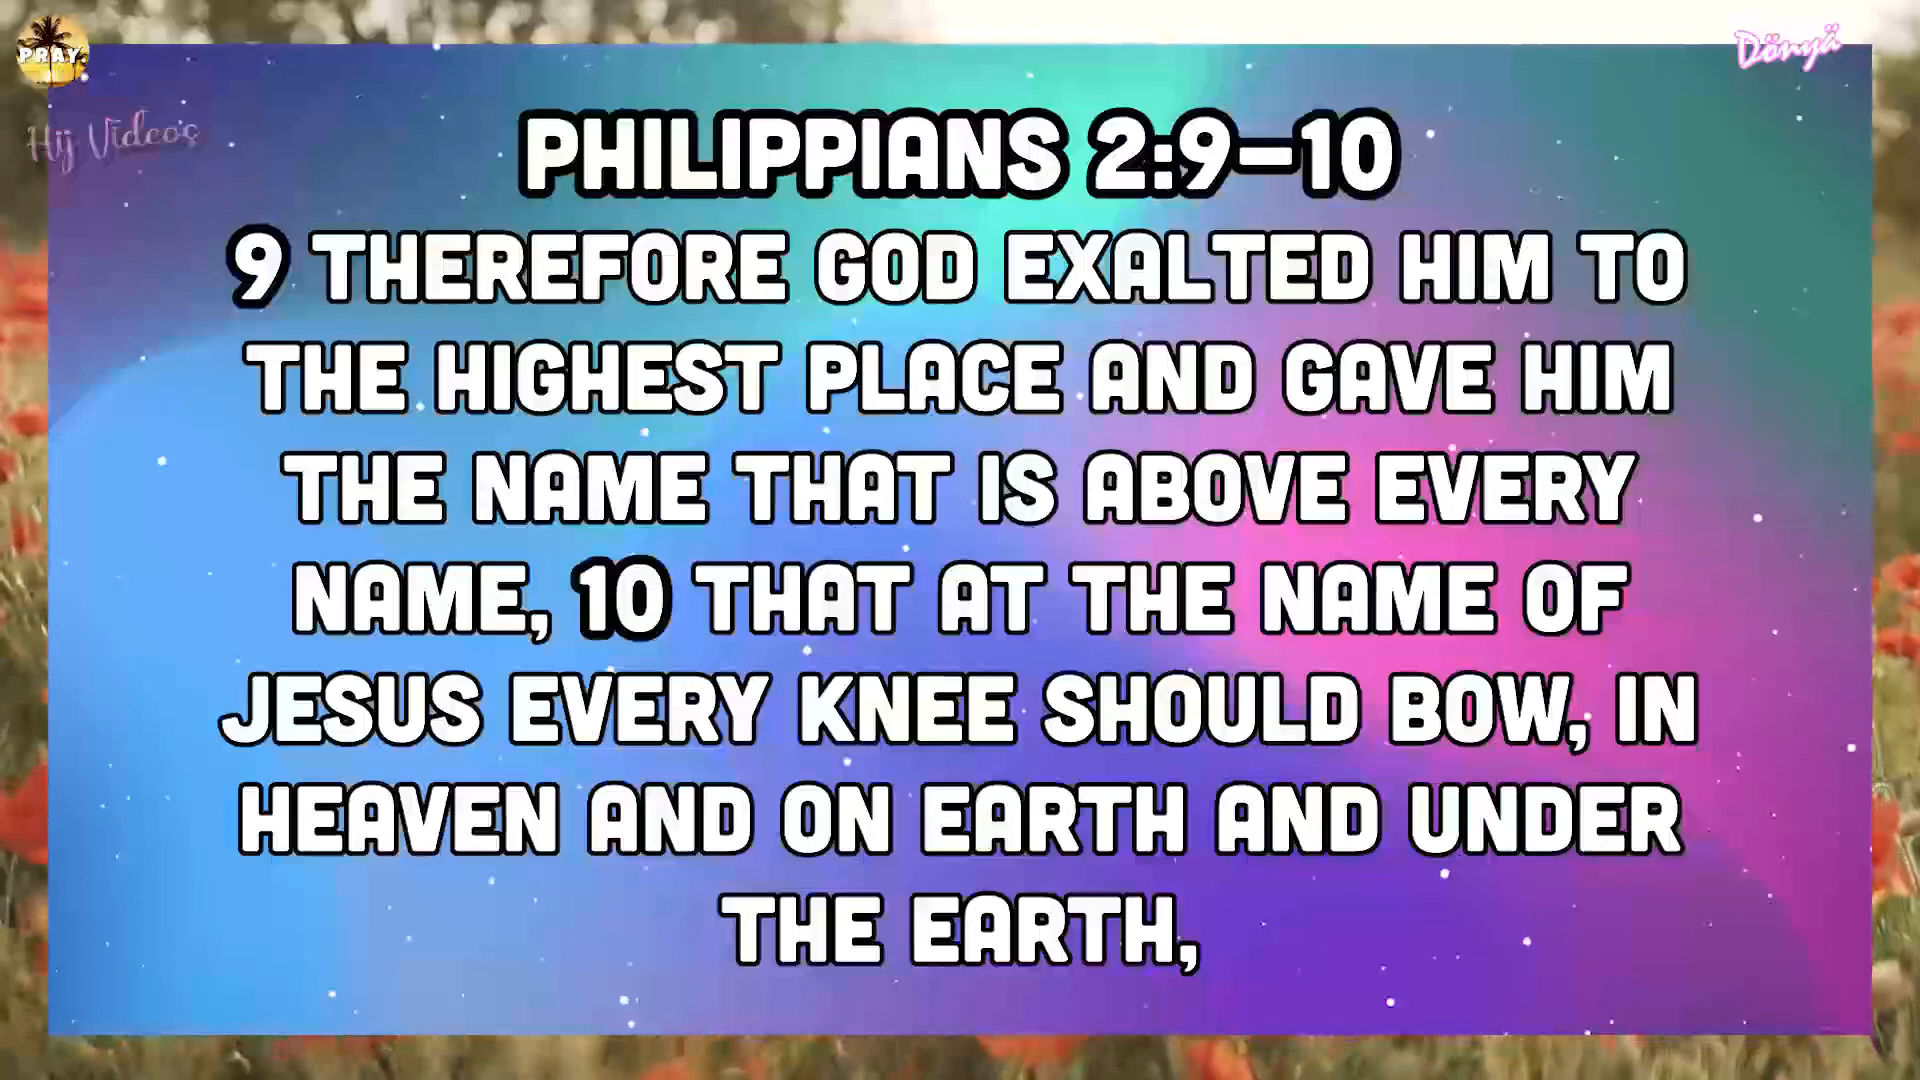 PRAY
Dönyä
Hij Videos
PHILIPPIANS 2:9–10
9 THEREFORE GOD EXALTED HIM TO
THE HIGHEST PLACE AND GAVE HIM
THE NAME THAT IS ABOVE EVERY
NAME, 10 THAT AT THE NAME OF
JESUS EVERY KNEE SHOULD BOW, IN
HEAVEN AND ON EARTH AND UNDER
THE EARTH,